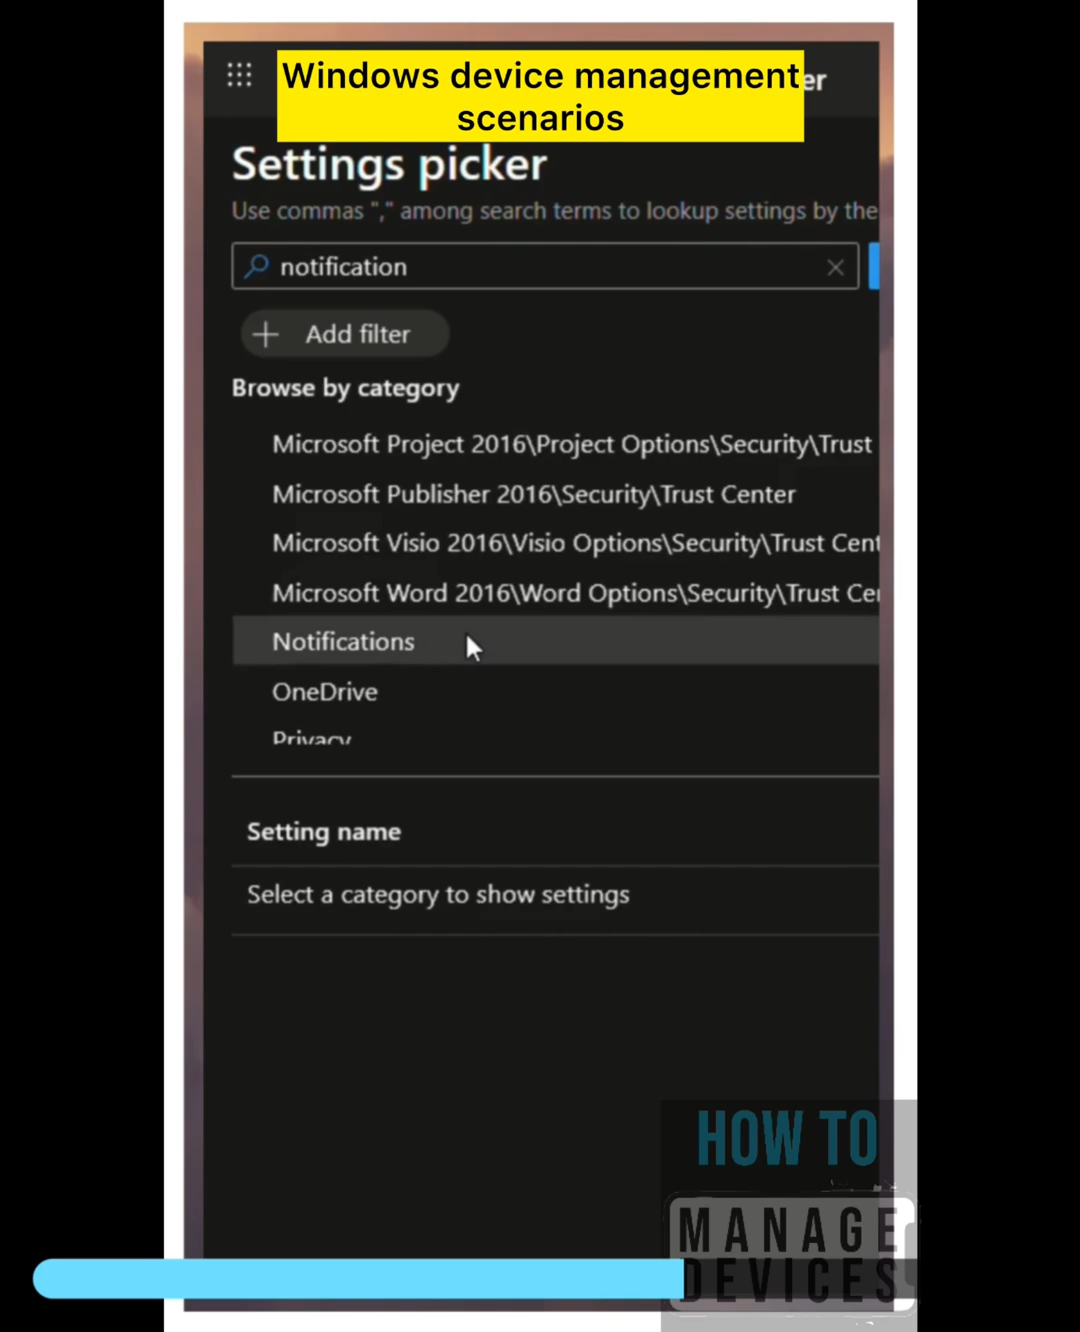 Windows device management
scenarios
er
Settings picker
Use commas "," among search terms to lookup settings by the
notification
Add filter
Browse by category
Microsoft Project 2016\Project Options\Security\Trust
Microsoft Publisher 2016\Security\Trust Center
Microsoft Visio 2016\Visio Options\Security\Trust Cent
Microsoft Word 2016\Word Options\Security\Trust Cer
Notifications
OneDrive
Privacy
Setting name
Select a category to show settings
HOW TO
MANAGE
DEVICES